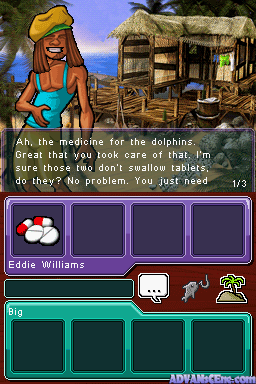 Ah, the medicine for the dolphins.
Great that you took care of that. I'm
sure those two don't swallow tablets,
do they? No problem. You just need
1/3
Eddie Williams
Big
ADVANsCEne.com